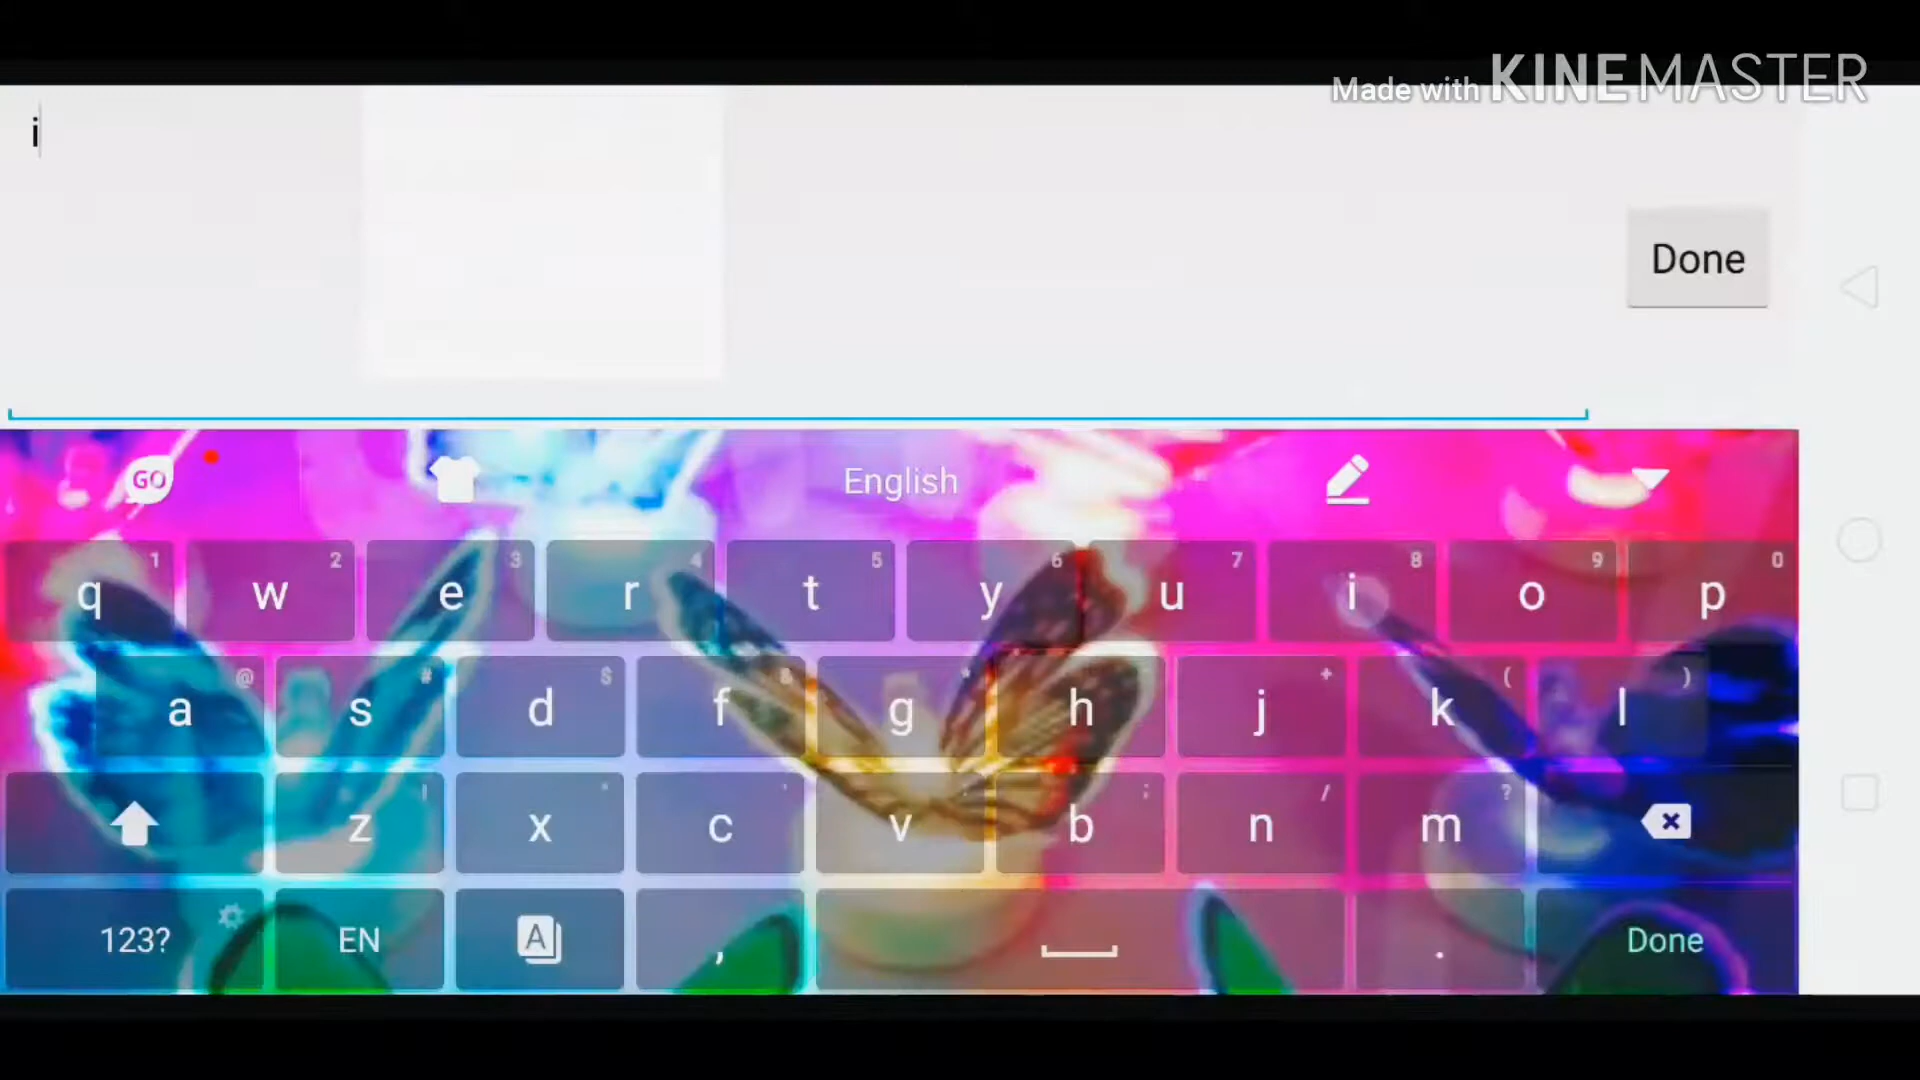 Made with KINEMASTER
i
Done
GO English
q 1 w 2 e 3 r 4 t 5 y 6 u 7 i 8 o 9 p 0
a @ s # d $ f & g * h j + k ( l )
z x c v b ; n / m ?
123? EN A , . Done